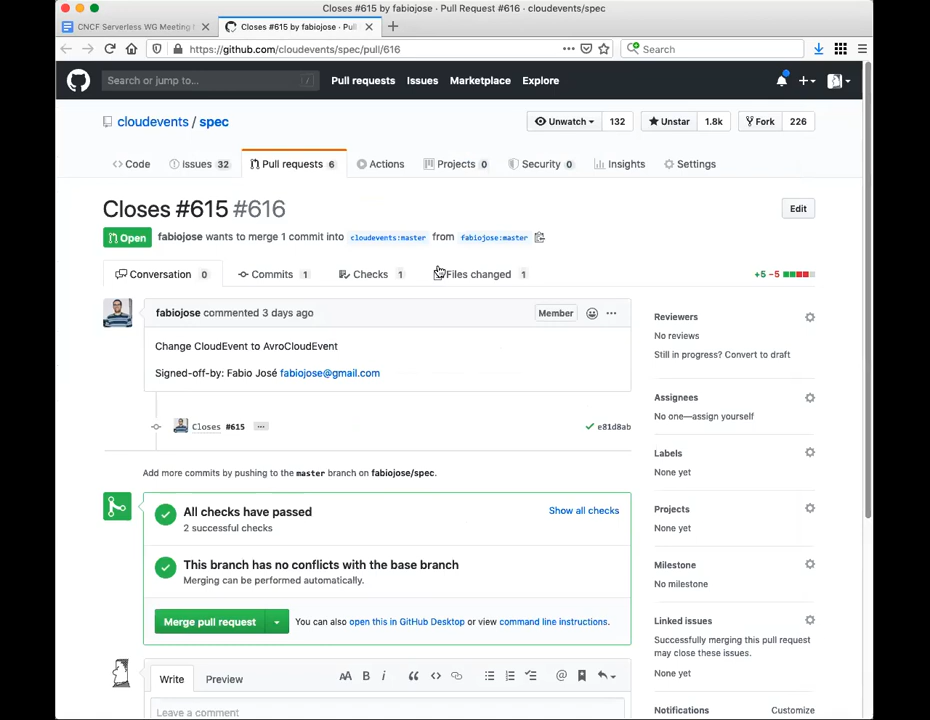 Closes #615 by fabiojose · Pull Request #616 · cloudevents/spec
CNCF Serverless WG Meeting
Closes #615 by fabiojose · Pull
https://github.com/cloudevents/spec/pull/616
Search
Search or jump to...
/
Pull requests Issues Marketplace Explore
cloudevents / spec
Unwatch 132 Unstar 1.8k Fork 226
Code Issues 32 Pull requests 6 Actions Projects 0 Security 0 Insights Settings
Closes #615 #616
Edit
Open fabiojose wants to merge 1 commit into cloudevents:master from fabiojose:master
Conversation 0 Commits 1 Checks 1 Files changed 1 +5 −5
fabiojose commented 3 days ago Member
Change CloudEvent to AvroCloudEvent
Signed-off-by: Fabio José fabiojose@gmail.com
Closes #615 e81d8ab
Add more commits by pushing to the master branch on fabiojose/spec.
All checks have passed Show all checks
2 successful checks
This branch has no conflicts with the base branch
Merging can be performed automatically.
Merge pull request You can also open this in GitHub Desktop or view command line instructions.
Write Preview AA B i
Leave a comment
Reviewers
No reviews
Still in progress? Convert to draft
Assignees
No one—assign yourself
Labels
None yet
Projects
None yet
Milestone
No milestone
Linked issues
Successfully merging this pull request
may close these issues.
None yet
Notifications Customize